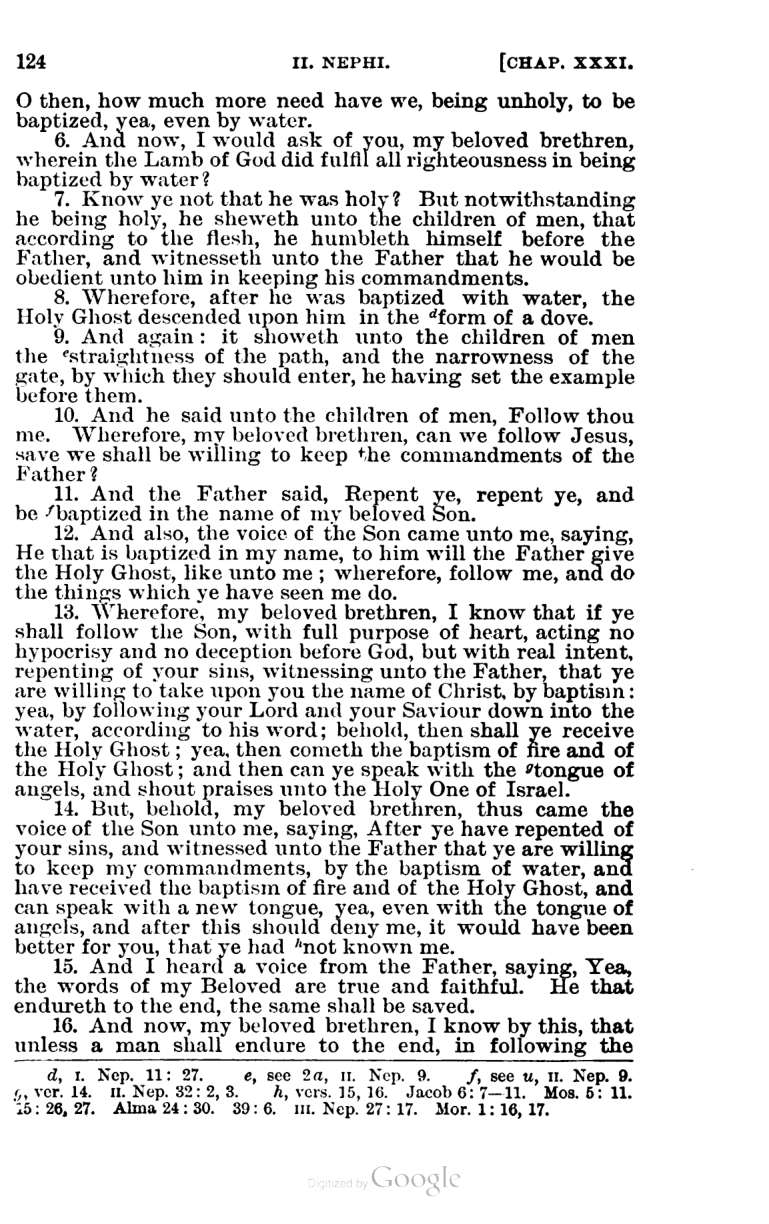 124 II. NEPHI. [CHAP. XXXI.
O then, how much more need have we, being unholy, to be
baptized, yea, even by water.
6. And now, I would ask of you, my beloved brethren,
wherein the Lamb of God did fulfil all righteousness in being
baptized by water?
7. Know ye not that he was holy? But notwithstanding
he being holy, he sheweth unto the children of men, that
according to the flesh, he humbleth himself before the
Father, and witnesseth unto the Father that he would be
obedient unto him in keeping his commandments.
8. Wherefore, after he was baptized with water, the
Holy Ghost descended upon him in the dform of a dove.
9. And again: it showeth unto the children of men
the estraightness of the path, and the narrowness of the
gate, by which they should enter, he having set the example
before them.
10. And he said unto the children of men, Follow thou
me. Wherefore, my beloved brethren, can we follow Jesus,
save we shall be willing to keep the commandments of the
Father?
11. And the Father said, Repent ye, repent ye, and
be fbaptized in the name of my beloved Son.
12. And also, the voice of the Son came unto me, saying,
He that is baptized in my name, to him will the Father give
the Holy Ghost, like unto me; wherefore, follow me, and do
the things which ye have seen me do.
13. Wherefore, my beloved brethren, I know that if ye
shall follow the Son, with full purpose of heart, acting no
hypocrisy and no deception before God, but with real intent,
repenting of your sins, witnessing unto the Father, that ye
are willing to take upon you the name of Christ, by baptism:
yea, by following your Lord and your Saviour down into the
water, according to his word; behold, then shall ye receive
the Holy Ghost; yea, then cometh the baptism of fire and of
the Holy Ghost; and then can ye speak with the gtongue of
angels, and shout praises unto the Holy One of Israel.
14. But, behold, my beloved brethren, thus came the
voice of the Son unto me, saying, After ye have repented of
your sins, and witnessed unto the Father that ye are willing
to keep my commandments, by the baptism of water, and
have received the baptism of fire and of the Holy Ghost, and
can speak with a new tongue, yea, even with the tongue of
angels, and after this should deny me, it would have been
better for you, that ye had hnot known me.
15. And I heard a voice from the Father, saying, Yea,
the words of my Beloved are true and faithful. He that
endureth to the end, the same shall be saved.
16. And now, my beloved brethren, I know by this, that
unless a man shall endure to the end, in following the
d, I. Nep. 11: 27. e, see 2a, II. Nep. 9. f, see u, II. Nep. 9.
g, ver. 14. II. Nep. 32: 2, 3. h, vers. 15, 16. Jacob 6: 7—11. Mos. 5: 11.
15: 26, 27. Alma 24: 30. 39: 6. III. Nep. 27: 17. Mor. 1: 16, 17.
Digitized by Google